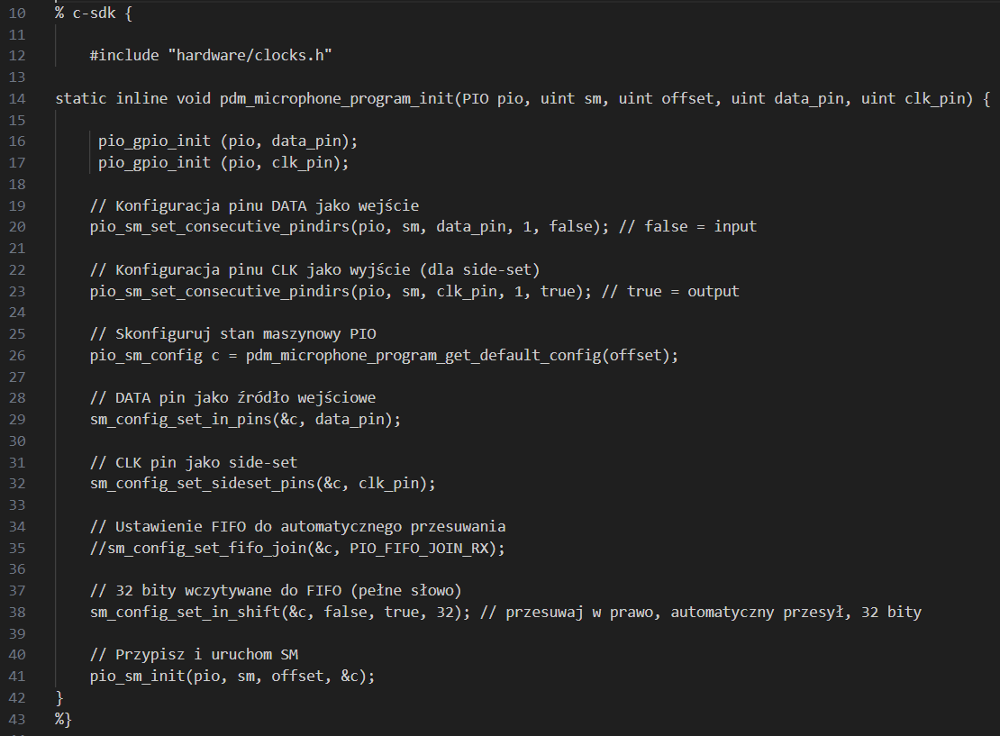 10 % c-sdk {
11
12 #include "hardware/clocks.h"
13
14 static inline void pdm_microphone_program_init(PIO pio, uint sm, uint offset, uint data_pin, uint clk_pin) {
15
16 pio_gpio_init (pio, data_pin);
17 pio_gpio_init (pio, clk_pin);
18
19 // Konfiguracja pinu DATA jako wejście
20 pio_sm_set_consecutive_pindirs(pio, sm, data_pin, 1, false); // false = input
21
22 // Konfiguracja pinu CLK jako wyjście (dla side-set)
23 pio_sm_set_consecutive_pindirs(pio, sm, clk_pin, 1, true); // true = output
24
25 // Skonfiguruj stan maszynowy PIO
26 pio_sm_config c = pdm_microphone_program_get_default_config(offset);
27
28 // DATA pin jako źródło wejściowe
29 sm_config_set_in_pins(&c, data_pin);
30
31 // CLK pin jako side-set
32 sm_config_set_sideset_pins(&c, clk_pin);
33
34 // Ustawienie FIFO do automatycznego przesuwania
35 //sm_config_set_fifo_join(&c, PIO_FIFO_JOIN_RX);
36
37 // 32 bity wczytywane do FIFO (pełne słowo)
38 sm_config_set_in_shift(&c, false, true, 32); // przesuwaj w prawo, automatyczny przesył, 32 bity
39
40 // Przypisz i uruchom SM
41 pio_sm_init(pio, sm, offset, &c);
42 }
43 %}